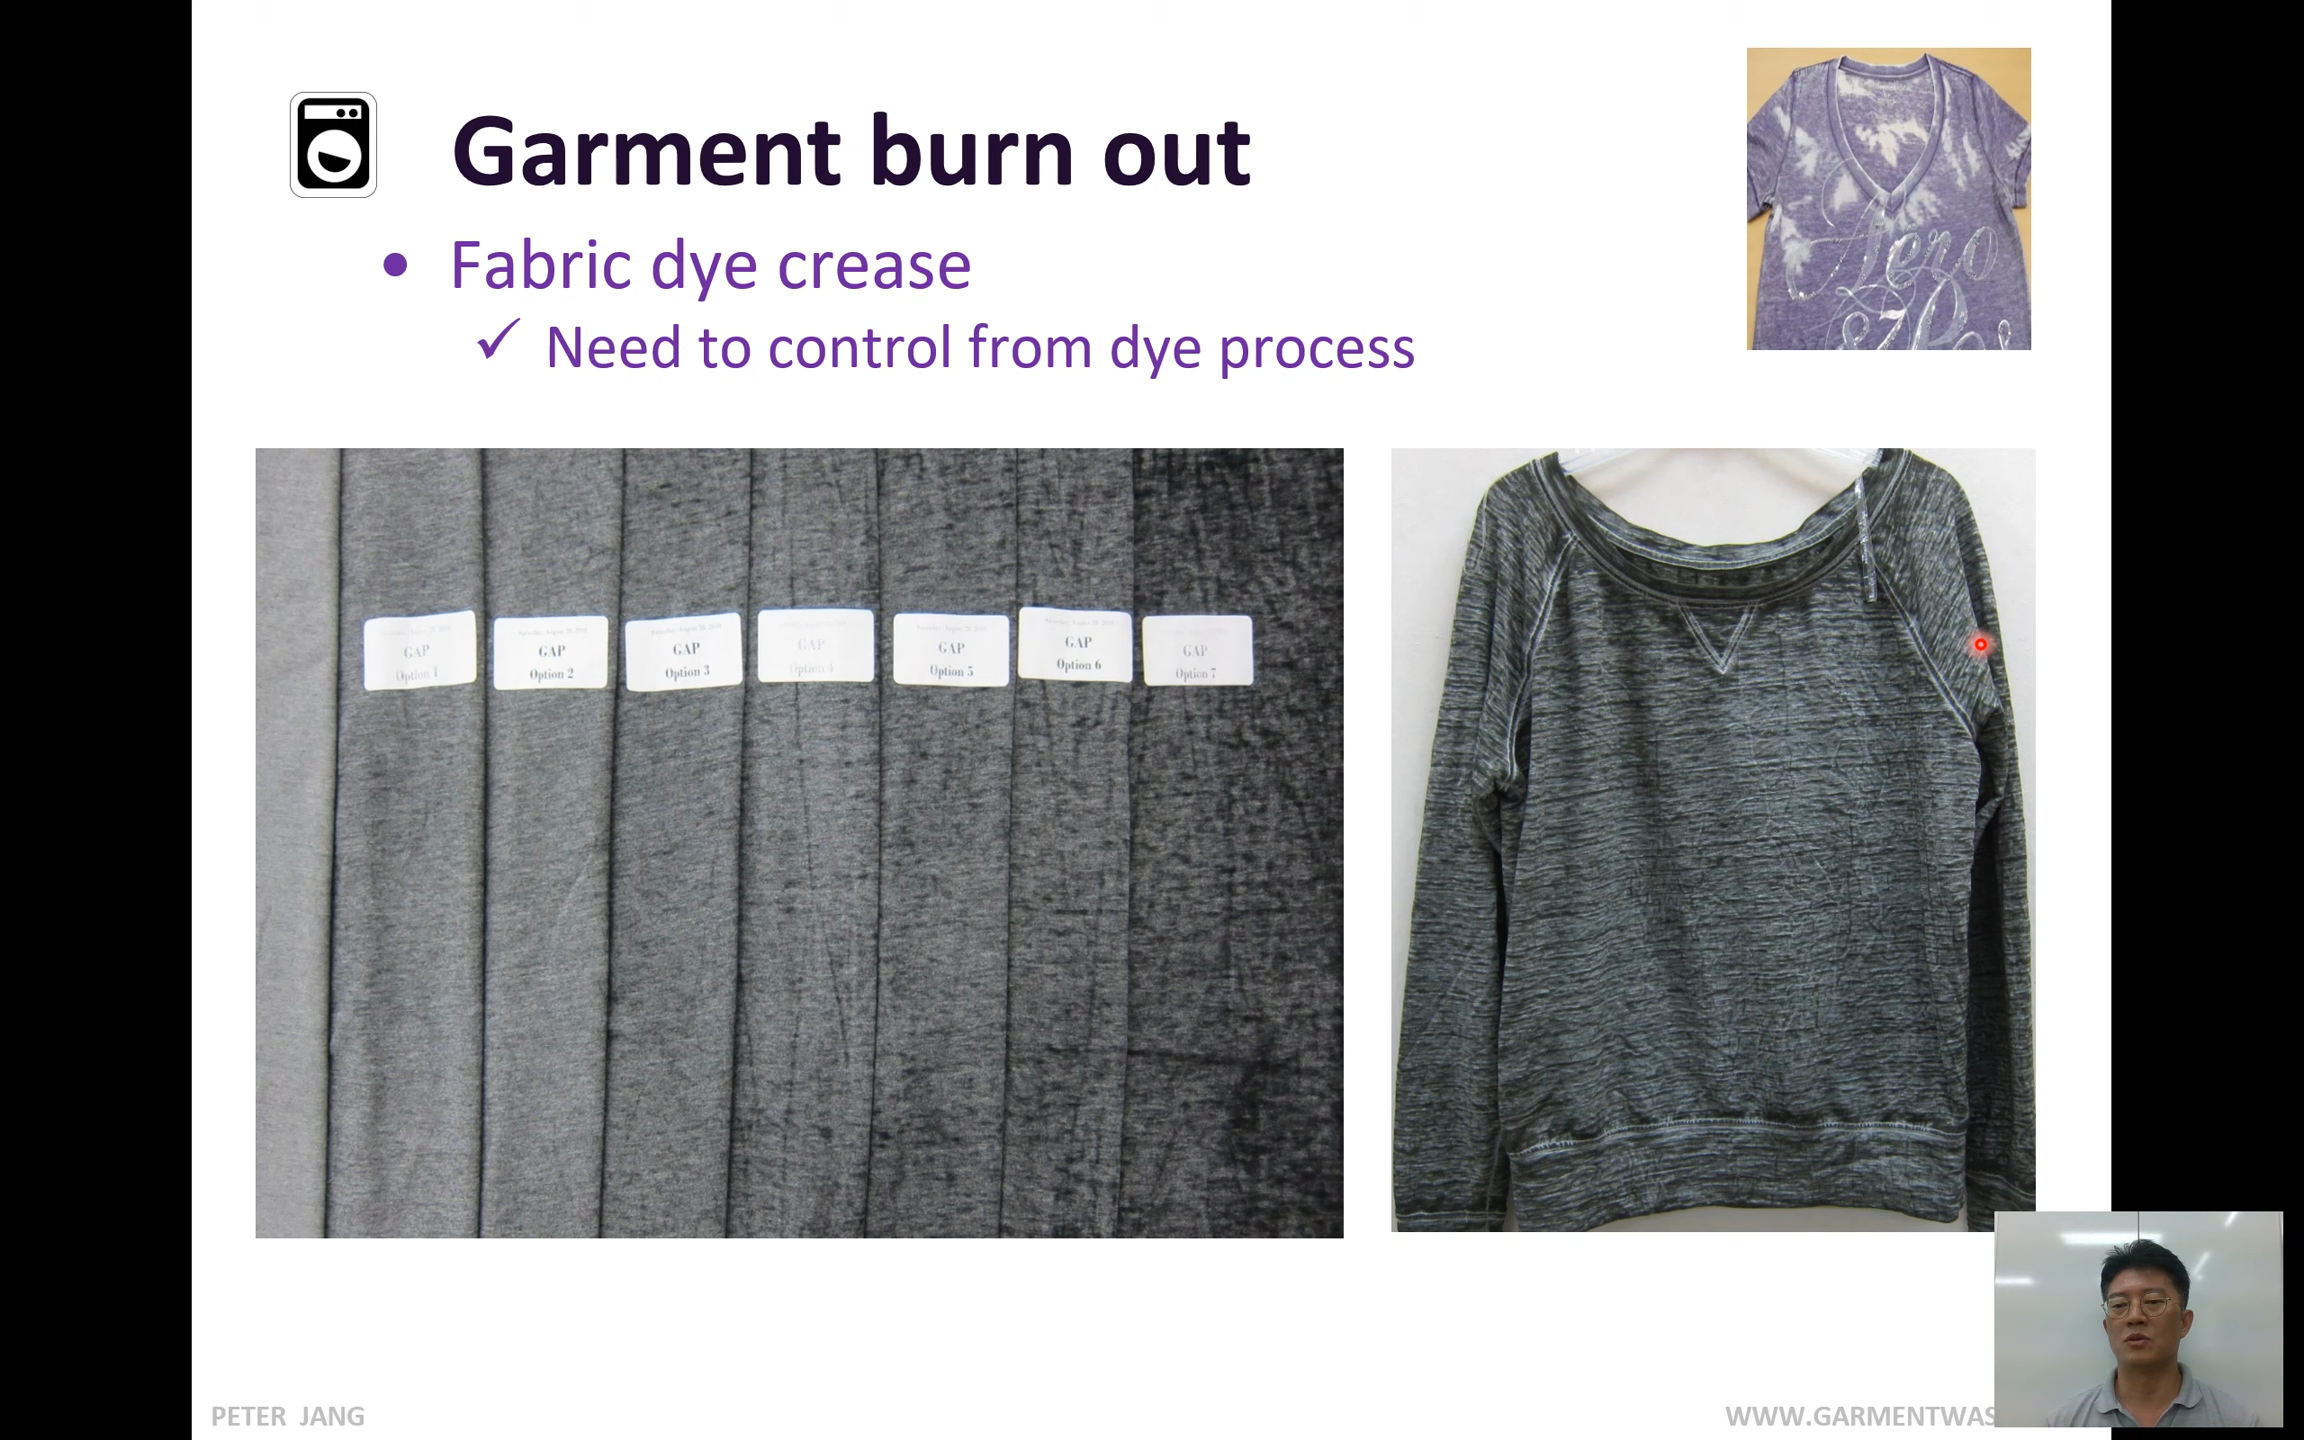 Garment burn out
• Fabric dye crease
✓ Need to control from dye process
Aero
GAP
Option 1
GAP
Option 2
GAP
Option 3
GAP
Option 4
GAP
Option 5
GAP
Option 6
GAP
Option 7
PETER JANG
WWW.GARMENTWAS